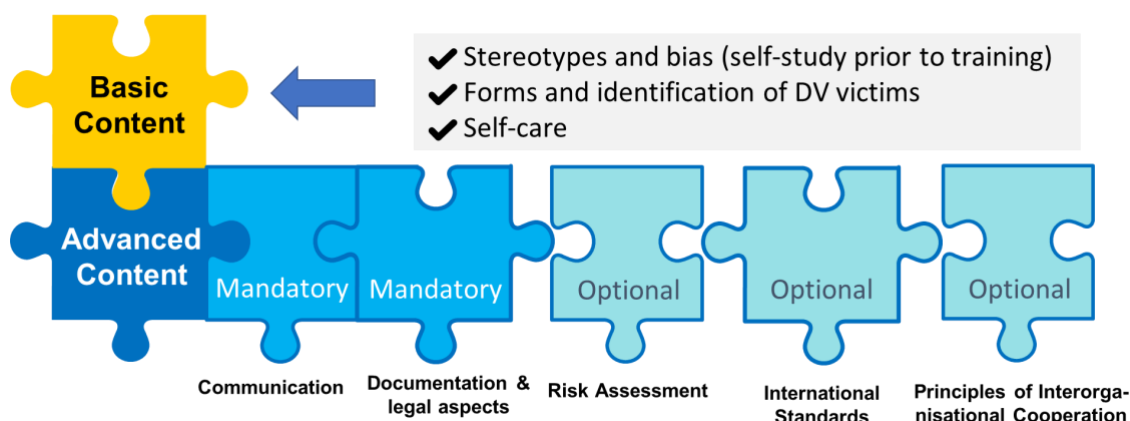 Basic
Content
✔ Stereotypes and bias (self-study prior to training)
✔ Forms and identification of DV victims
✔ Self-care
Advanced
Content
Mandatory
Mandatory
Optional
Optional
Optional
Communication
Documentation &
legal aspects
Risk Assessment
International
Standards
Principles of Interorga-
nisational Cooperation